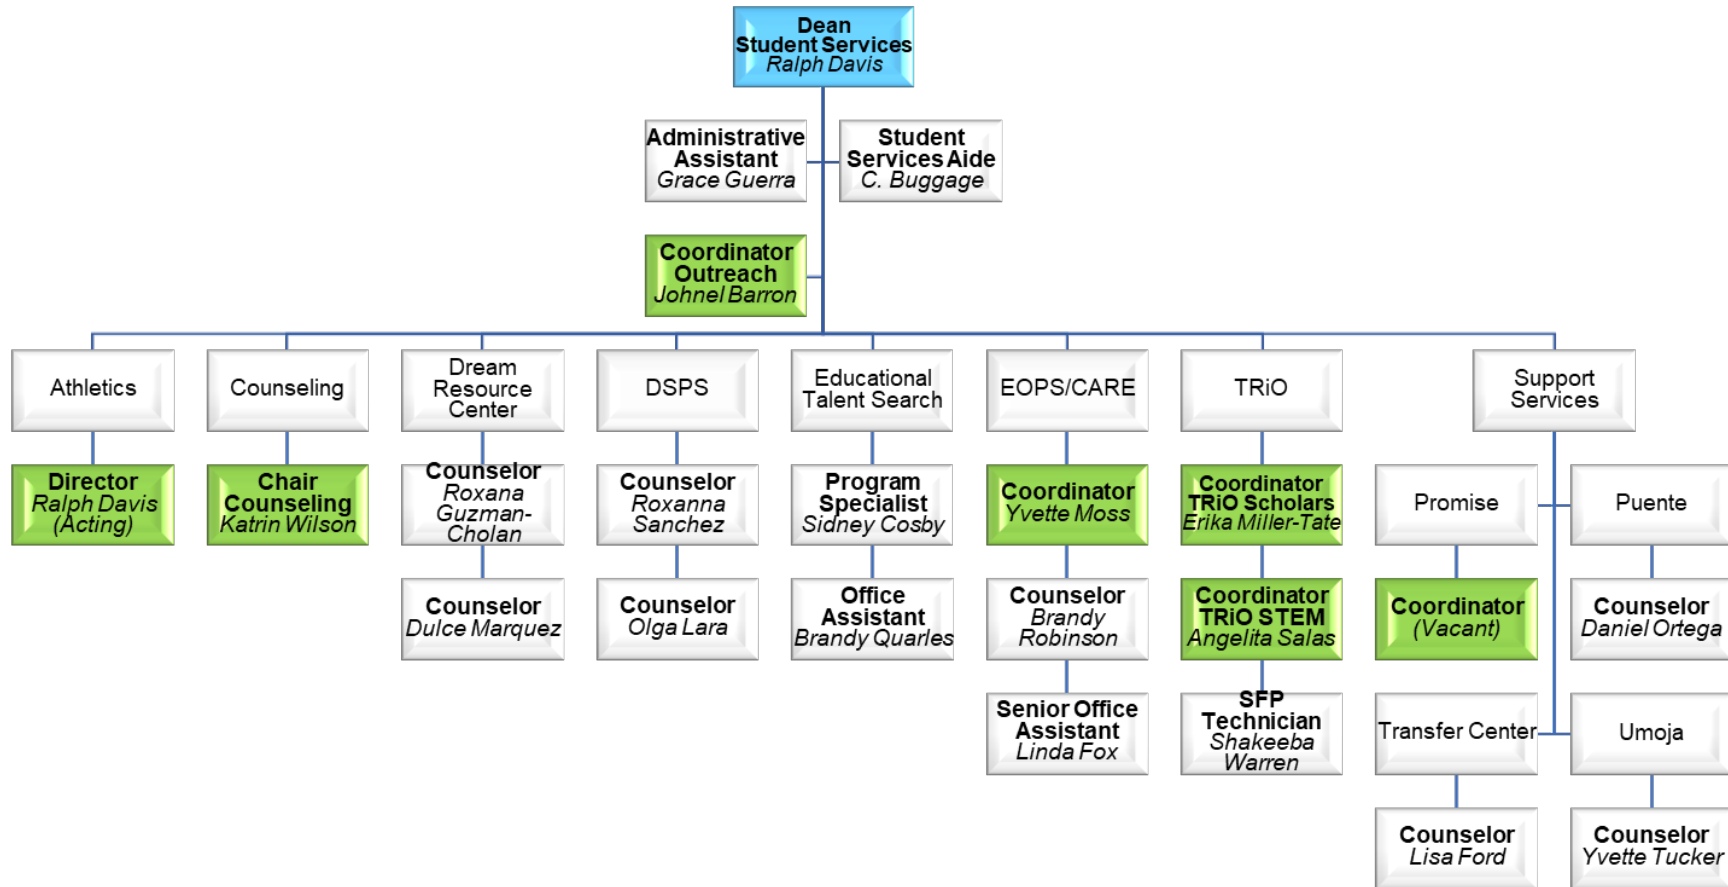 Dean
Student Services
Ralph Davis
Administrative
Assistant
Grace Guerra
Student
Services Aide
C. Buggage
Coordinator
Outreach
Johnel Barron
Athletics
Director
Ralph Davis
(Acting)
Counseling
Chair
Counseling
Katrin Wilson
Dream
Resource
Center
Counselor
Roxana
Guzman-
Cholan
Counselor
Dulce Marquez
DSPS
Counselor
Roxanna
Sanchez
Counselor
Olga Lara
Educational
Talent Search
Program
Specialist
Sidney Cosby
Office
Assistant
Brandy Quarles
EOPS/CARE
Coordinator
Yvette Moss
Counselor
Brandy
Robinson
Senior Office
Assistant
Linda Fox
TRiO
Coordinator
TRiO Scholars
Erika Miller-Tate
Coordinator
TRiO STEM
Angelita Salas
SFP
Technician
Shakeeba
Warren
Support
Services
Promise
Coordinator
(Vacant)
Puente
Counselor
Daniel Ortega
Transfer Center
Counselor
Lisa Ford
Umoja
Counselor
Yvette Tucker